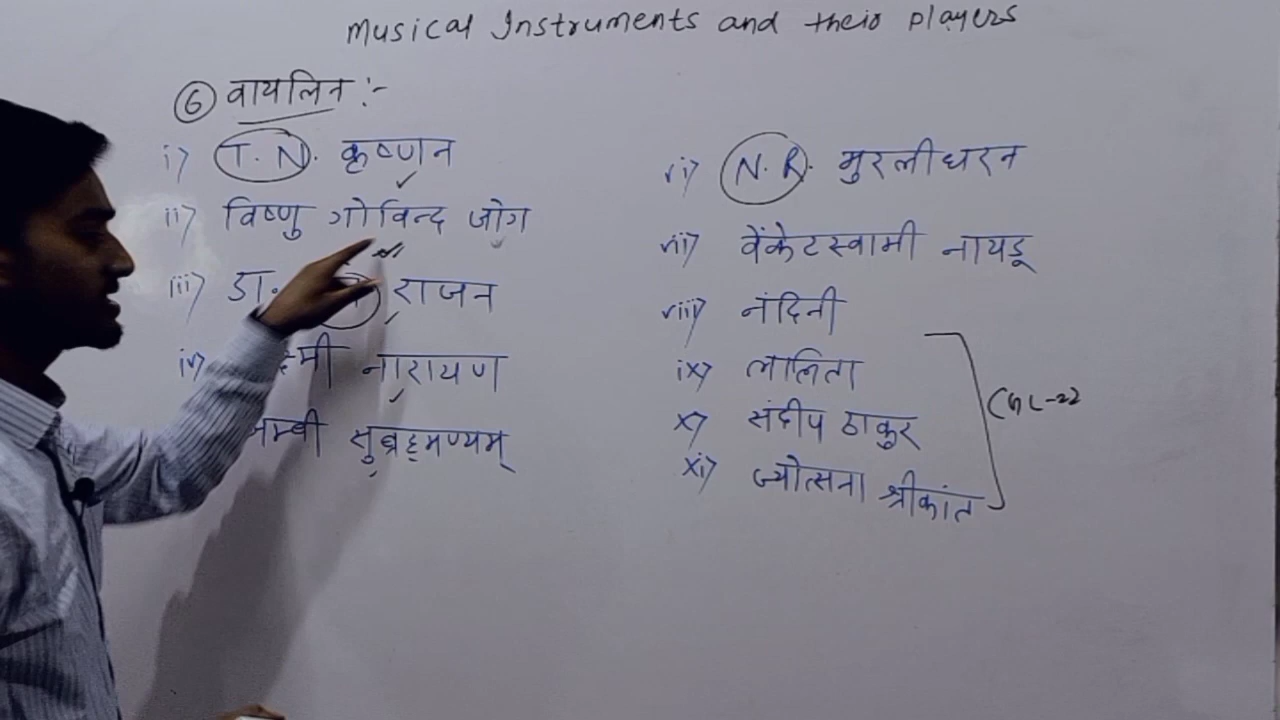 Musical Instruments and their players
⑥ वायलिन :-
i) T. N. कृष्णन
ii) विष्णु गोविन्द जोग
iii) डा. राजन
iv) नारायण
सुब्रह्मण्यम्
vi) N. R. मुरलीधरन
vii) वेंकेटस्वामी नायडू
viii) नंदिनी
ix) ललिता
x) संदीप ठाकुर
xi) ज्योत्सना श्रीकांत